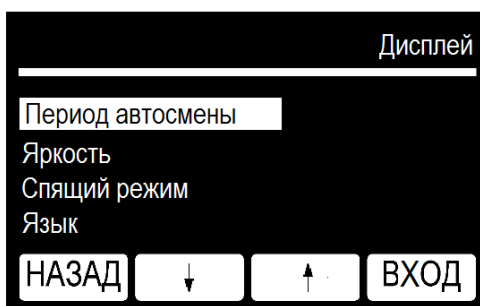 Дисплей
Период автосмены
Яркость
Спящий режим
Язык
НАЗАД ↓ ↑ ВХОД